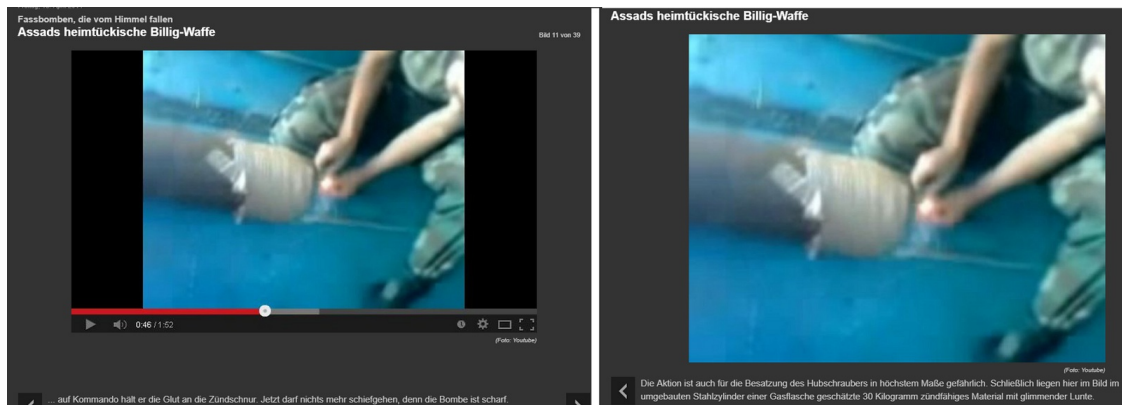 Fassbomben, die vom Himmel fallen
Assads heimtückische Billig-Waffe
Bild 11 von 39
0:46 / 1:52
(Foto: Youtube)
... auf Kommando hält er die Glut an die Zündschnur. Jetzt darf nichts mehr schiefgehen, denn die Bombe ist scharf.
Assads heimtückische Billig-Waffe
(Foto: Youtube)
Die Aktion ist auch für die Besatzung des Hubschraubers in höchstem Maße gefährlich. Schließlich liegen hier im Bild im
umgebauten Stahlzylinder einer Gasflasche geschätzte 30 Kilogramm zündfähiges Material mit glimmender Lunte.